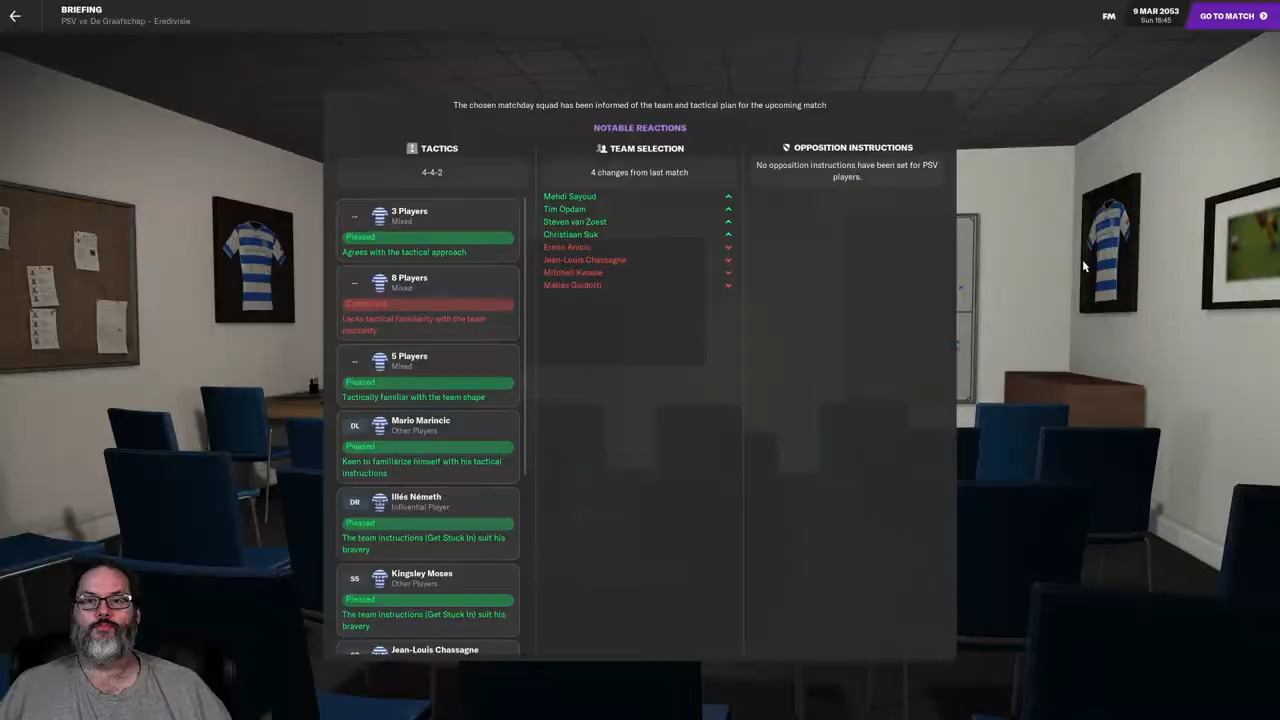 BRIEFING
PSV vs De Graafschap - Eredivisie
FM
9 MAR 2053
Sun 16:45
GO TO MATCH
The chosen matchday squad has been informed of the team and tactical plan for the upcoming match
NOTABLE REACTIONS
TACTICS
4-4-2
--
3 Players
Mixed
Pleased
Agrees with the tactical approach
--
8 Players
Mixed
Lacks tactical familiarity with the team
mentality
--
5 Players
Mixed
Pleased
Tactically familiar with the team shape
DL
Mario Marincic
Other Players
Pleased
Keen to familiarize himself with his tactical
instructions
DR
Illés Németh
Influential Player
Pleased
The team instructions (Get Stuck In) suit his
bravery
S5
Kingsley Moses
Other Players
Pleased
The team instructions (Get Stuck In) suit his
bravery
Jean-Louis Chassagne
TEAM SELECTION
4 changes from last match
Mehdi Sayoud
Tim Opdam
Steven van Zoest
Christiaan Suk
Ermin Anicic
Jean-Louis Chassagne
Mitchell Kwasie
Matias Guidotti
OPPOSITION INSTRUCTIONS
No opposition instructions have been set for PSV
players.